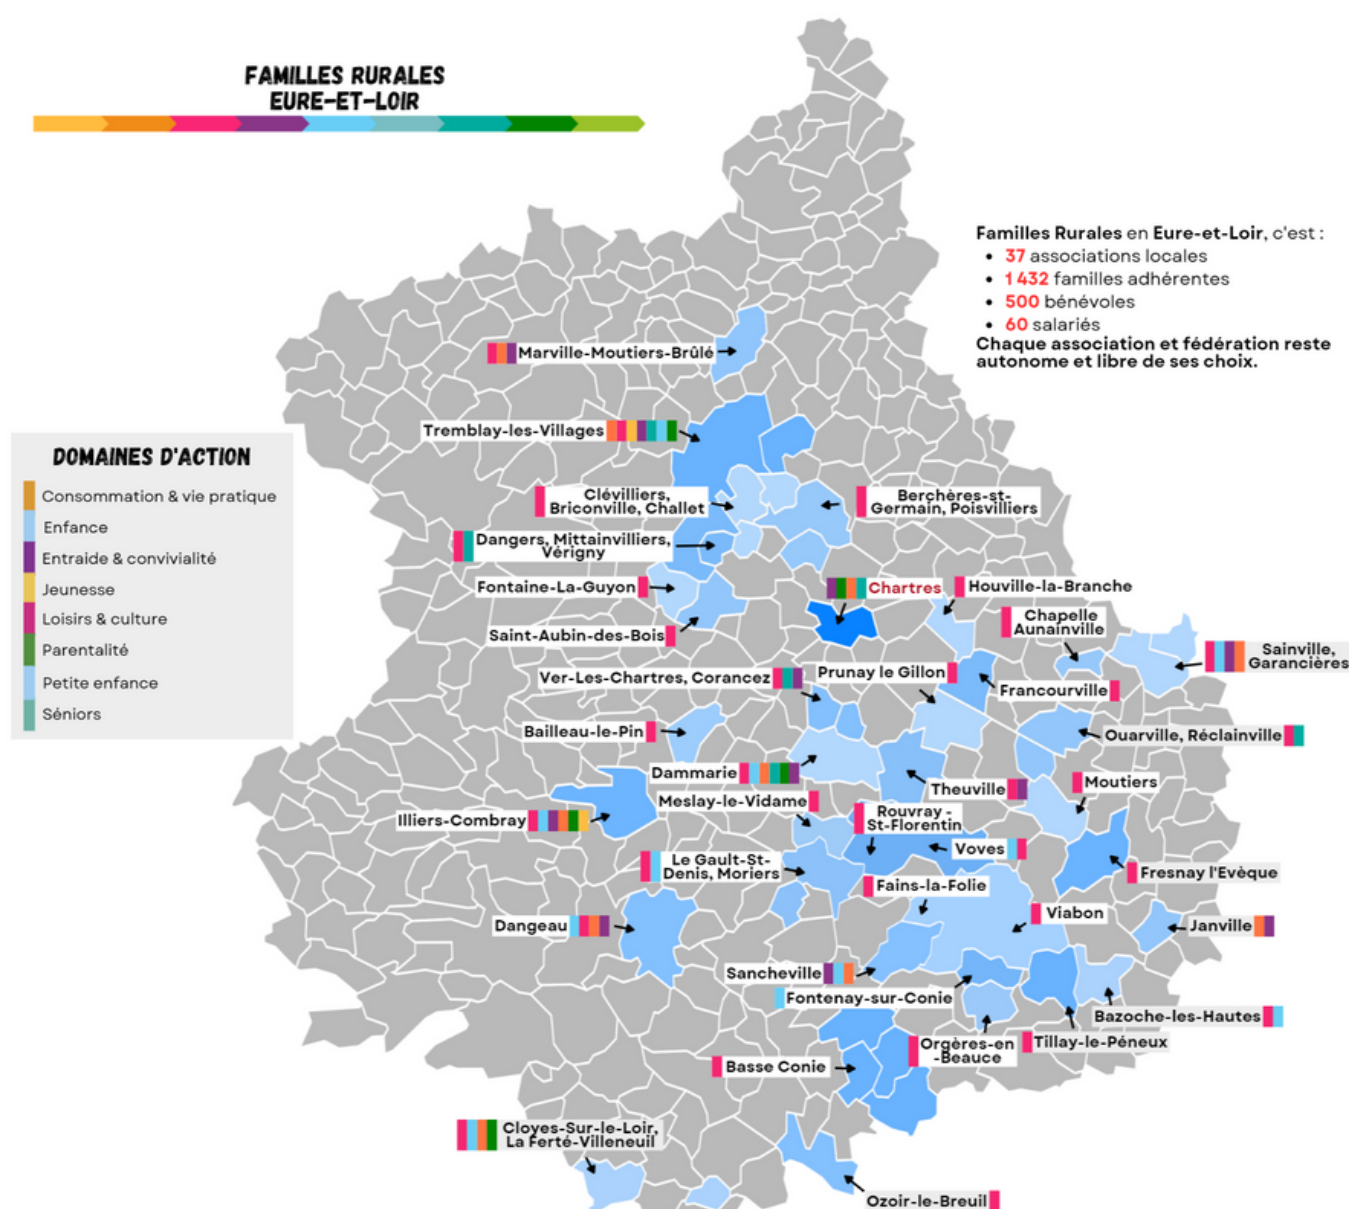 FAMILLES RURALES
EURE-ET-LOIR
Familles Rurales en Eure-et-Loir, c'est :
• 37 associations locales
• 1 432 familles adhérentes
• 500 bénévoles
• 60 salariés
Chaque association et fédération reste
autonome et libre de ses choix.
Marville-Moutiers-Brûlé
Tremblay-les-Villages
DOMAINES D'ACTION
Consommation & vie pratique
Enfance
Entraide & convivialité
Jeunesse
Loisirs & culture
Parentalité
Petite enfance
Séniors
Clévilliers,
Briconville, Challet
Berchères-st-
Germain, Poisvilliers
Dangers, Mittainvilliers,
Vérigny
Fontaine-La-Guyon
Chartres
Houville-la-Branche
Chapelle
Aunainville
Saint-Aubin-des-Bois
Sainville,
Garancières
Ver-Les-Chartres, Corancez
Prunay le Gillon
Francourville
Bailleau-le-Pin
Ouarville, Réclainville
Dammarie
Theuville
Moutiers
Meslay-le-Vidame
Illiers-Combray
Rouvray -
St-Florentin
Voves
Le Gault-St-
Denis, Moriers
Fresnay l'Evèque
Fains-la-Folie
Viabon
Dangeau
Janville
Sancheville
Fontenay-sur-Conie
Bazoche-les-Hautes
Orgères-en
-Beauce
Tillay-le-Péneux
Basse Conie
Cloyes-Sur-le-Loir,
La Ferté-Villeneuil
Ozoir-le-Breuil